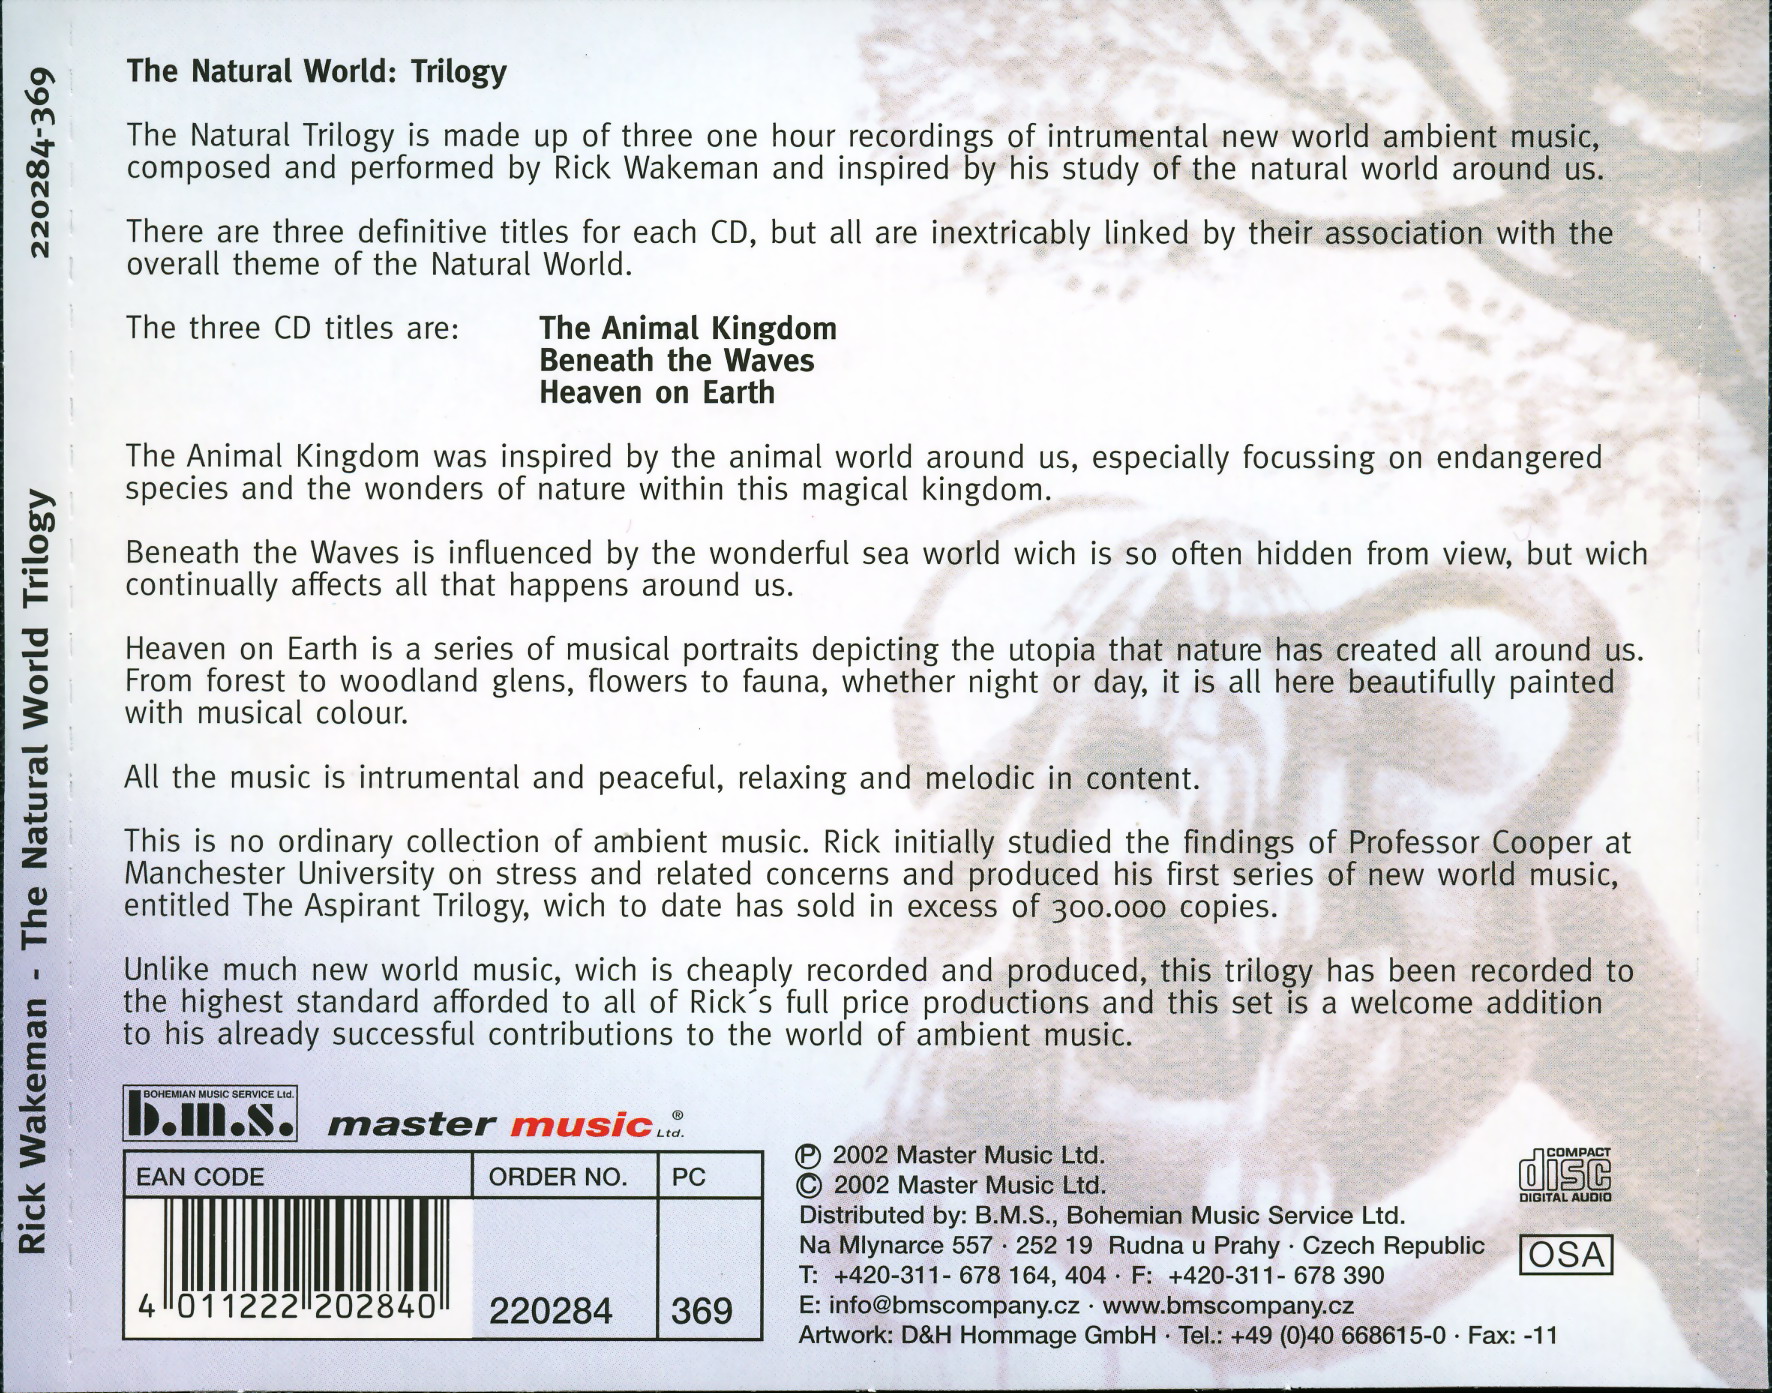 The Natural World: Trilogy
The Natural Trilogy is made up of three one hour recordings of intrumental new world ambient music,
composed and performed by Rick Wakeman and inspired by his study of the natural world around us.
There are three definitive titles for each CD, but all are inextricably linked by their association with the
overall theme of the Natural World.
The three CD titles are: The Animal Kingdom
Beneath the Waves
Heaven on Earth
The Animal Kingdom was inspired by the animal world around us, especially focussing on endangered
species and the wonders of nature within this magical kingdom.
Beneath the Waves is influenced by the wonderful sea world wich is so often hidden from view, but wich
continually affects all that happens around us.
Heaven on Earth is a series of musical portraits depicting the utopia that nature has created all around us.
From forest to woodland glens, flowers to fauna, whether night or day, it is all here beautifully painted
with musical colour.
All the music is intrumental and peaceful, relaxing and melodic in content.
This is no ordinary collection of ambient music. Rick initially studied the findings of Professor Cooper at
Manchester University on stress and related concerns and produced his first series of new world music,
entitled The Aspirant Trilogy, wich to date has sold in excess of 300.000 copies.
Unlike much new world music, wich is cheaply recorded and produced, this trilogy has been recorded to
the highest standard afforded to all of Rick´s full price productions and this set is a welcome addition
to his already successful contributions to the world of ambient music.
BOHEMIAN MUSIC SERVICE Ltd.
b.m.s.
master music ® Ltd.
EAN CODE ORDER NO. PC
4 011222 202840 220284 369
℗ 2002 Master Music Ltd.
© 2002 Master Music Ltd.
Distributed by: B.M.S., Bohemian Music Service Ltd.
Na Mlynarce 557 · 252 19 Rudna u Prahy · Czech Republic
T: +420-311- 678 164, 404 · F: +420-311- 678 390
E: info@bmscompany.cz · www.bmscompany.cz
Artwork: D&H Hommage GmbH · Tel.: +49 (0)40 668615-0 · Fax: -11
COMPACT
disc
DIGITAL AUDIO
OSA
Rick Wakeman - The Natural World Trilogy 220284-369